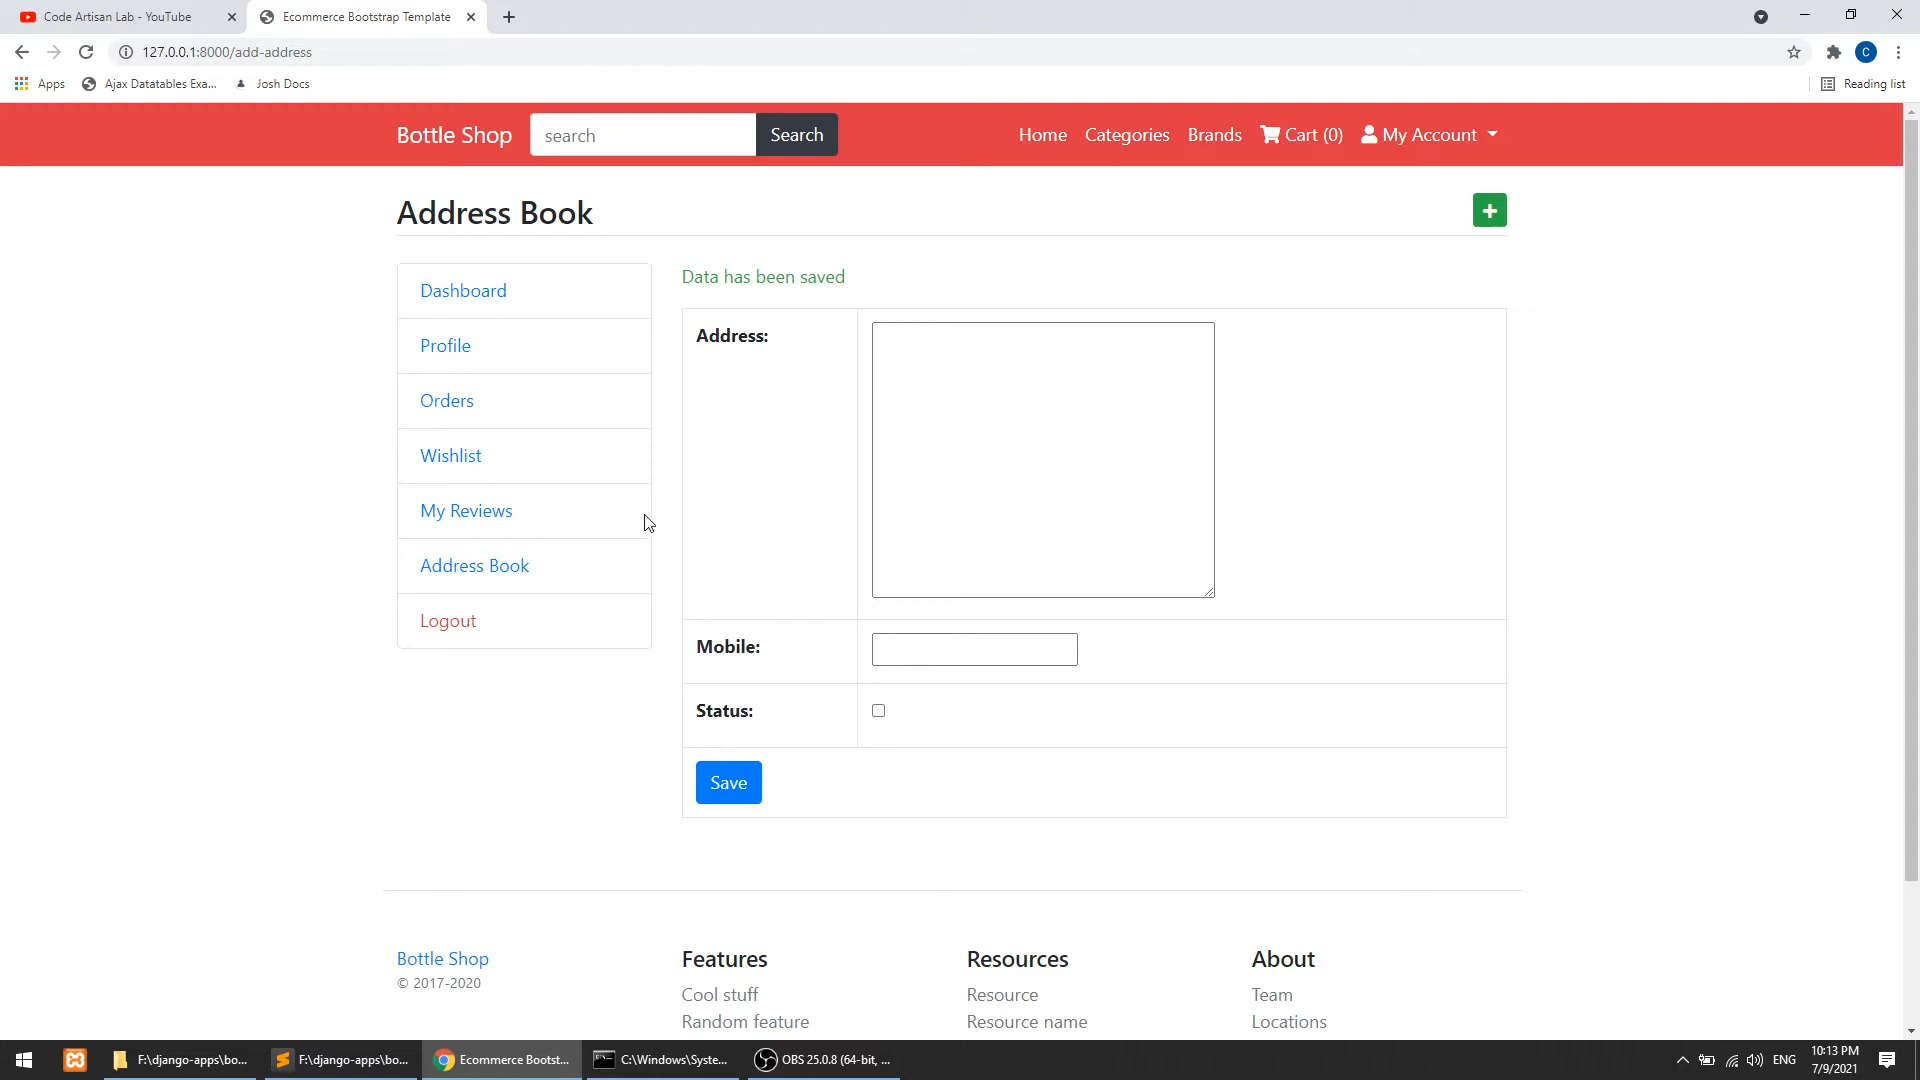 Code Artisan Lab - YouTube
Ecommerce Bootstrap Template
127.0.0.1:8000/add-address
C
Apps
Ajax Datatables Exa...
Josh Docs
Reading list
Bottle Shop
search
Search
Home
Categories
Brands
Cart (0)
My Account
Address Book
Dashboard
Profile
Orders
Wishlist
My Reviews
Address Book
Logout
Data has been saved
Address:
Mobile:
Status:
Save
Bottle Shop
© 2017-2020
Features
Cool stuff
Random feature
Resources
Resource
Resource name
About
Team
Locations
F:\django-apps\bo...
F:\django-apps\bo...
Ecommerce Bootst...
C:\Windows\Syste...
OBS 25.0.8 (64-bit, ...
ENG
10:13 PM
7/9/2021